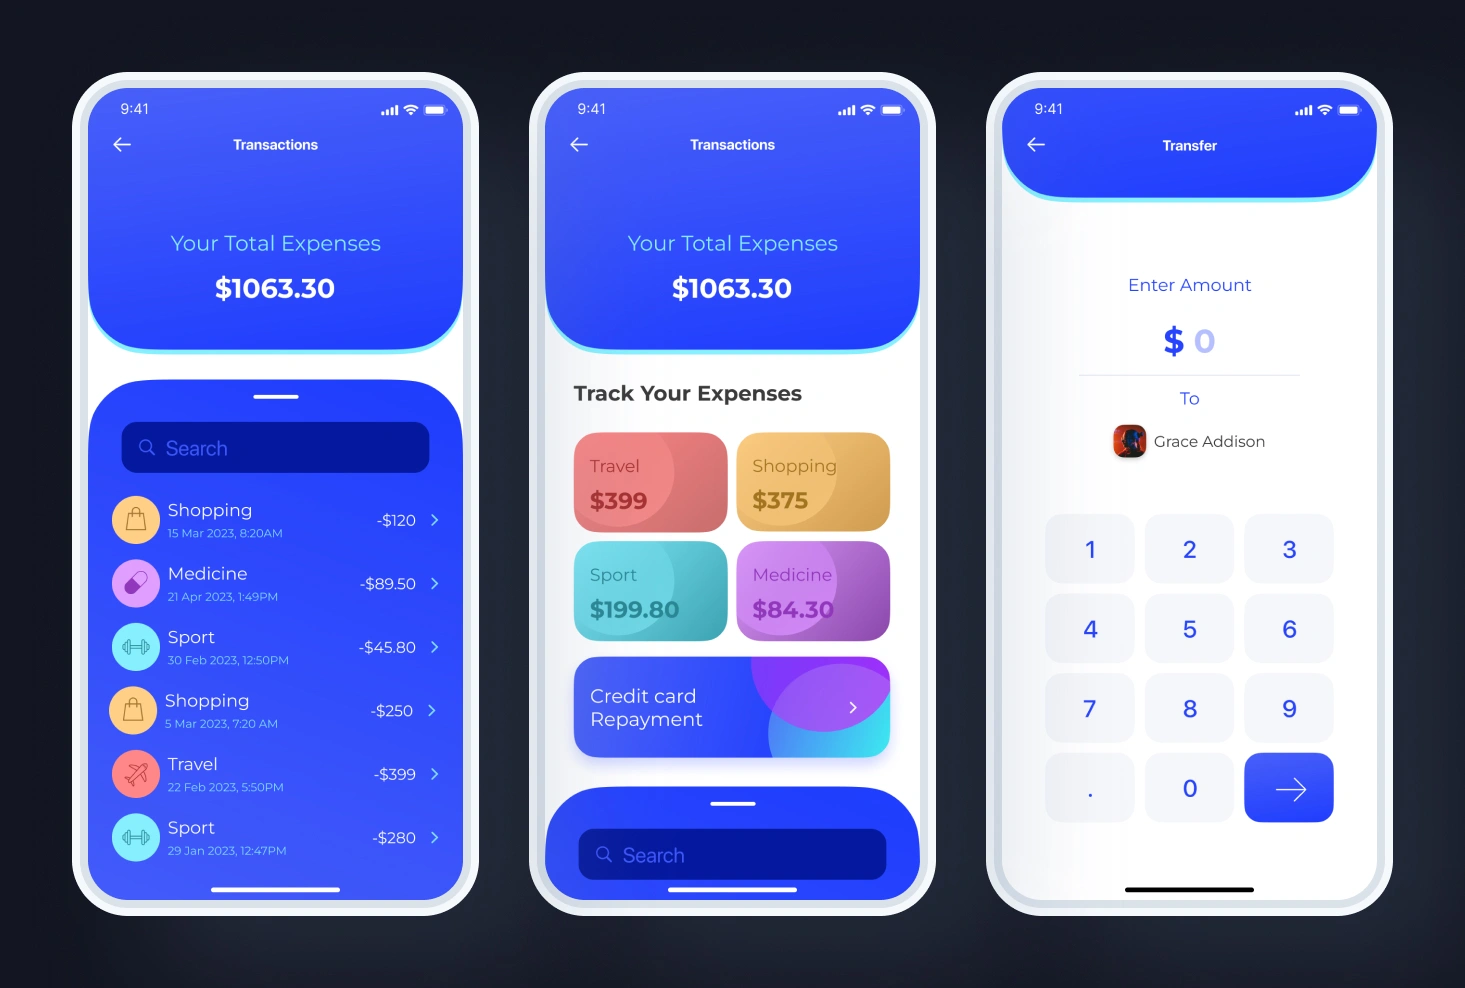 9:41
Transactions
Your Total Expenses
$1063.30
Search
Shopping
15 Mar 2023, 8:20AM
-$120
Medicine
21 Apr 2023, 1:49PM
-$89.50
Sport
30 Feb 2023, 12:50PM
-$45.80
Shopping
5 Mar 2023, 7:20 AM
-$250
Travel
22 Feb 2023, 5:50PM
-$399
Sport
29 Jan 2023, 12:47PM
-$280
9:41
Transactions
Your Total Expenses
$1063.30
Track Your Expenses
Travel
$399
Shopping
$375
Sport
$199.80
Medicine
$84.30
Credit card
Repayment
Search
9:41
Transfer
Enter Amount
$ 0
To
Grace Addison
1 2 3
4 5 6
7 8 9
. 0